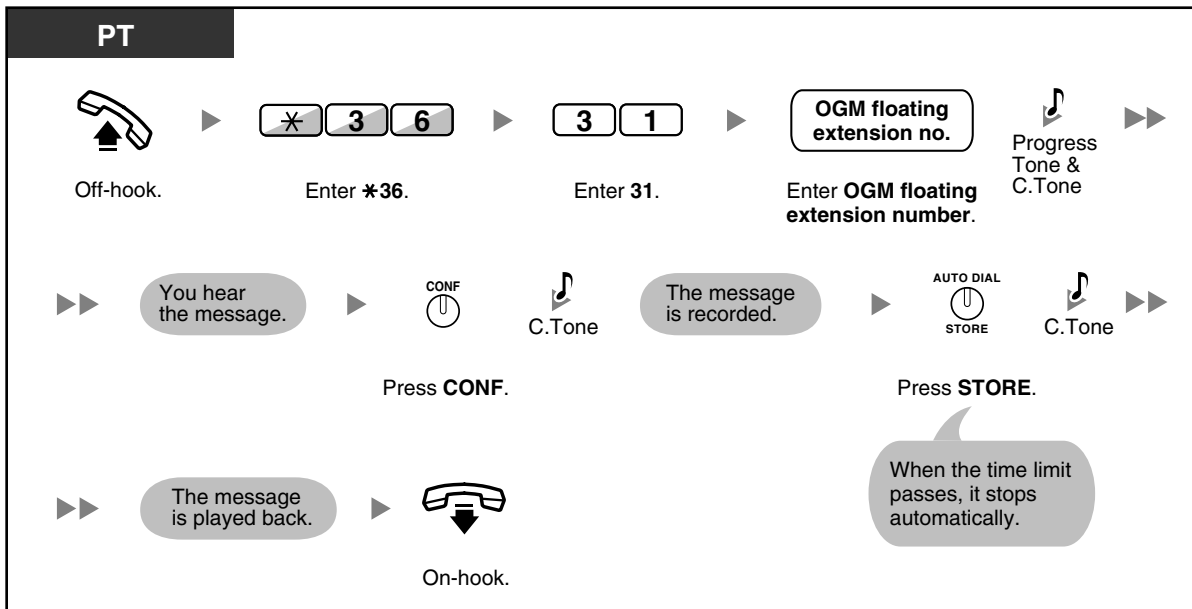 PT
✳ 3 6
3 1
OGM floating
extension no.
Progress
Tone &
C.Tone
Off-hook.
Enter ✳36.
Enter 31.
Enter OGM floating
extension number.
You hear
the message.
CONF
C.Tone
The message
is recorded.
AUTO DIAL
STORE
C.Tone
Press CONF.
Press STORE.
When the time limit
passes, it stops
automatically.
The message
is played back.
On-hook.